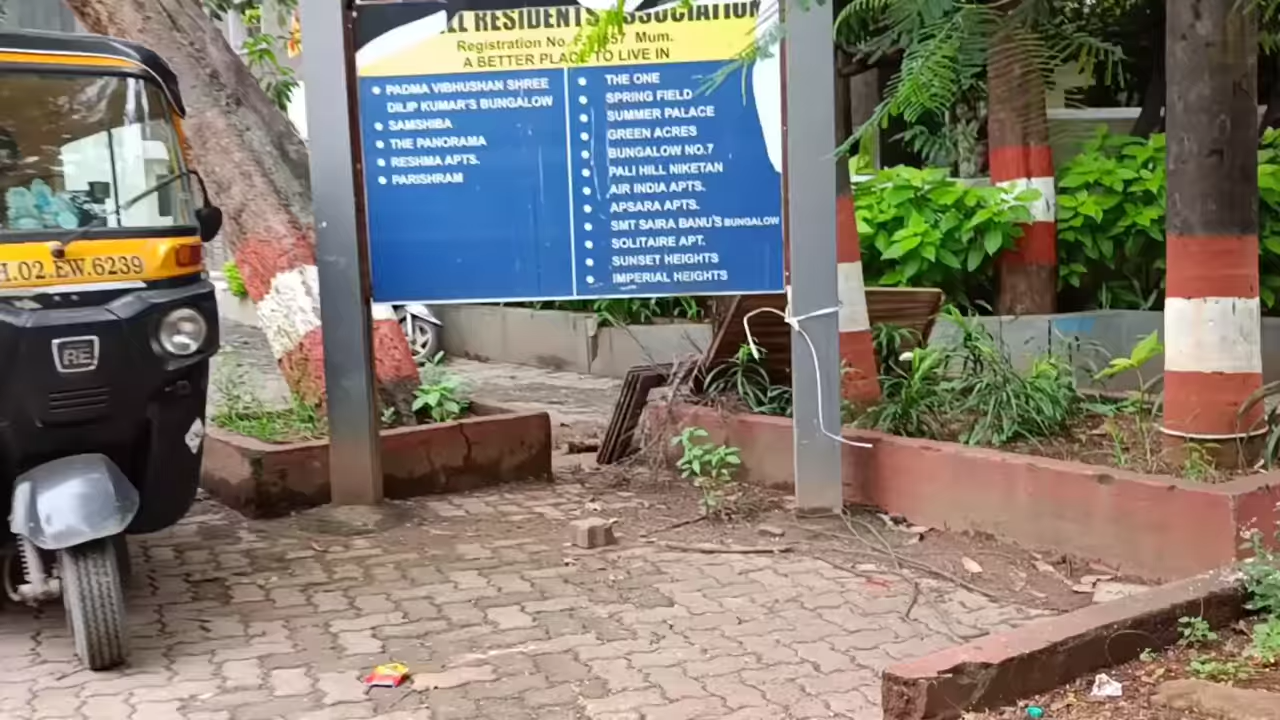 LL RESIDENTS ASSOCIATION
Registration No. F-1657 Mum.
A BETTER PLACE TO LIVE IN
PADMA VIBHUSHAN SHREE
DILIP KUMAR'S BUNGALOW
SAMSHIBA
THE PANORAMA
RESHMA APTS.
PARISHRAM
THE ONE
SPRING FIELD
SUMMER PALACE
GREEN ACRES
BUNGALOW NO.7
PALI HILL NIKETAN
AIR INDIA APTS.
APSARA APTS.
SMT SAIRA BANU'S BUNGALOW
SOLITAIRE APT.
SUNSET HEIGHTS
IMPERIAL HEIGHTS
H.02.EW.6239
RE